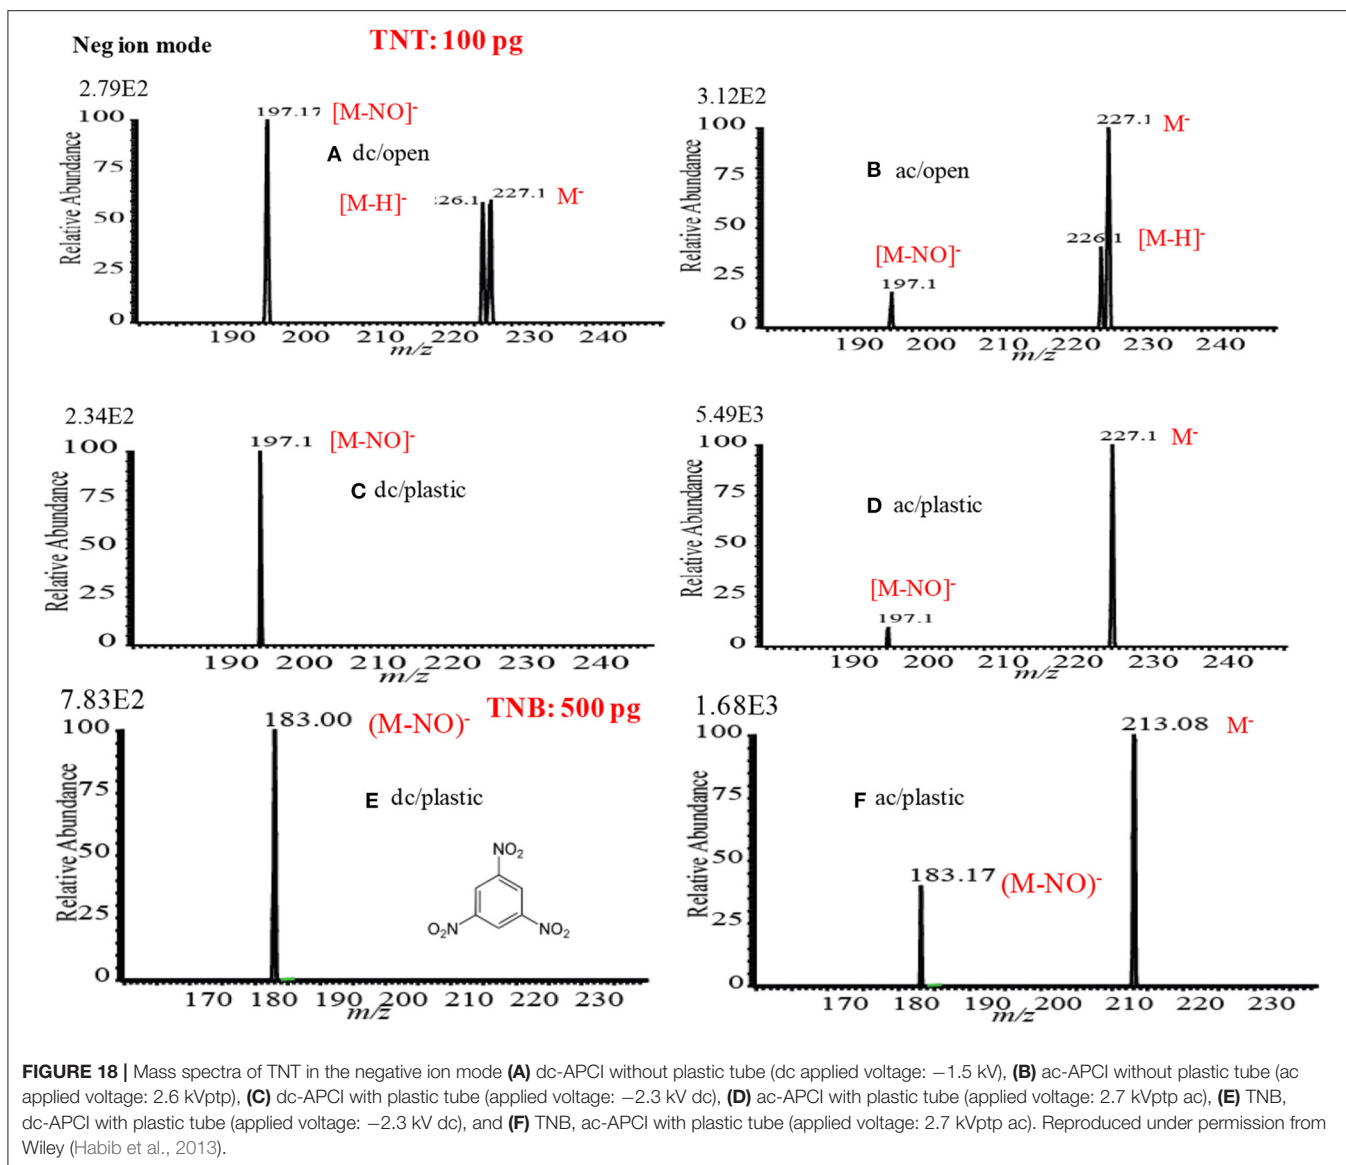 Neg ion mode
TNT: 100 pg
2.79E2
100
75
50
25
0
Relative Abundance
197.17 [M-NO]-
A dc/open
[M-H]-
:26.1
227.1 M-
190 200 210 220 230 240
m/z
3.12E2
100
75
50
25
0
Relative Abundance
227.1 M-
B ac/open
226.1 [M-H]-
[M-NO]-
197.1
190 200 210 220 230 240
m/z
2.34E2
100
75
50
25
0
Relative Abundance
197.1 [M-NO]-
C dc/plastic
190 200 210 220 230 240
m/z
5.49E3
100
75
50
25
0
Relative Abundance
227.1 M-
D ac/plastic
[M-NO]-
197.1
190 200 210 220 230 240
m/z
7.83E2
TNB: 500 pg
100
75
50
25
0
Relative Abundance
183.00 (M-NO)-
E dc/plastic
NO2
O2N
NO2
170 180 190 200 210 220 230
m/z
1.68E3
100
75
50
25
0
Relative Abundance
213.08 M-
F ac/plastic
183.17 (M-NO)-
170 180 190 200 210 220 230
m/z
FIGURE 18 | Mass spectra of TNT in the negative ion mode (A) dc-APCI without plastic tube (dc applied voltage: −1.5 kV), (B) ac-APCI without plastic tube (ac
applied voltage: 2.6 kVptp), (C) dc-APCI with plastic tube (applied voltage: −2.3 kV dc), (D) ac-APCI with plastic tube (applied voltage: 2.7 kVptp ac), (E) TNB,
dc-APCI with plastic tube (applied voltage: −2.3 kV dc), and (F) TNB, ac-APCI with plastic tube (applied voltage: 2.7 kVptp ac). Reproduced under permission from
Wiley (Habib et al., 2013).